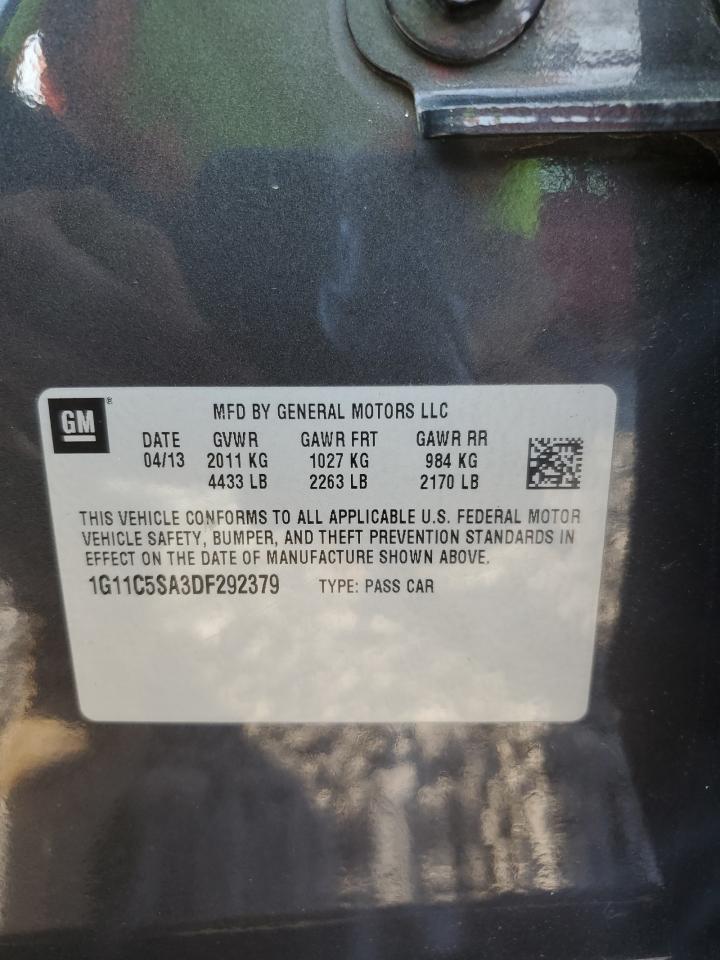 GM ®
MFD BY GENERAL MOTORS LLC
DATE GVWR GAWR FRT GAWR RR
04/13 2011 KG 1027 KG 984 KG
4433 LB 2263 LB 2170 LB
THIS VEHICLE CONFORMS TO ALL APPLICABLE U.S. FEDERAL MOTOR
VEHICLE SAFETY, BUMPER, AND THEFT PREVENTION STANDARDS IN
EFFECT ON THE DATE OF MANUFACTURE SHOWN ABOVE.
1G11C5SA3DF292379 TYPE: PASS CAR